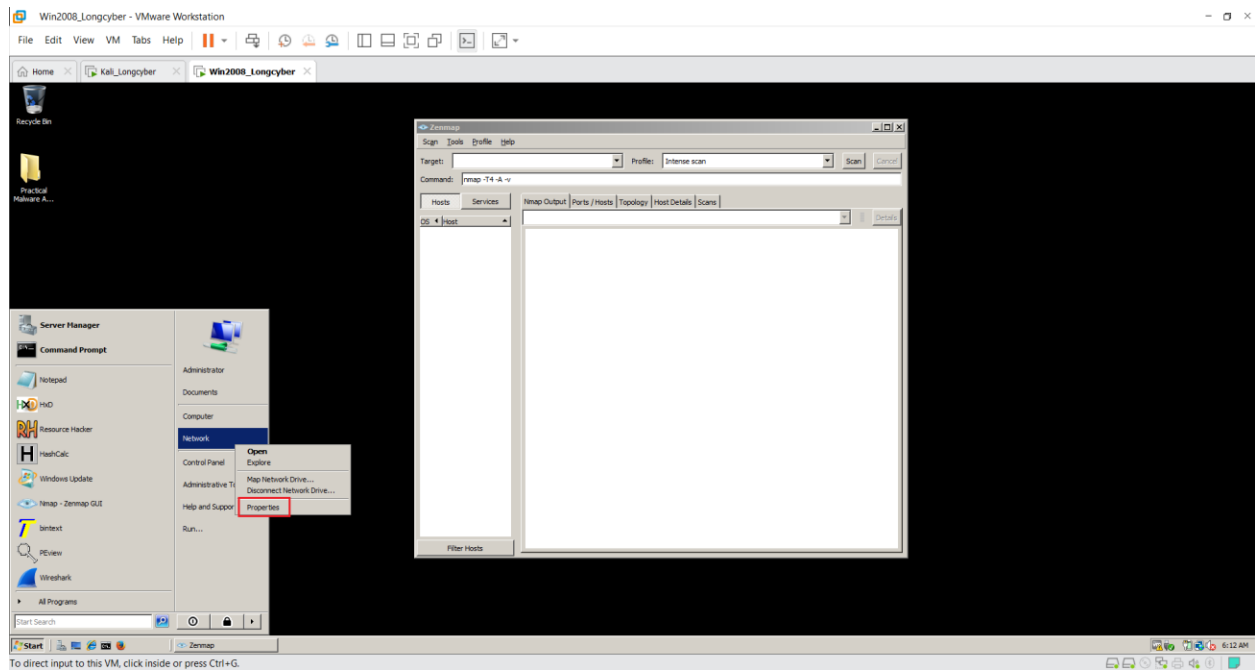 Win2008_Longcyber - VMware Workstation
File Edit View VM Tabs Help
Home Kali_Longcyber Win2008_Longcyber
Recycle Bin
Practical
Malware A...
Zenmap
Scan Tools Profile Help
Target: Profile: Intense scan Scan Cancel
Command: nmap -T4 -A -v
Hosts Services Nmap Output Ports / Hosts Topology Host Details Scans
OS Host Details
Filter Hosts
Server Manager
Command Prompt
Notepad
HxD
Resource Hacker
HashCalc
Windows Update
Nmap - Zenmap GUI
bintext
PEview
Wireshark
All Programs
Start Search
Administrator
Documents
Computer
Network
Control Panel
Administrative To
Help and Suppor
Run...
Open
Explore
Map Network Drive...
Disconnect Network Drive...
Properties
Start Zenmap 6:12 AM
To direct input to this VM, click inside or press Ctrl+G.